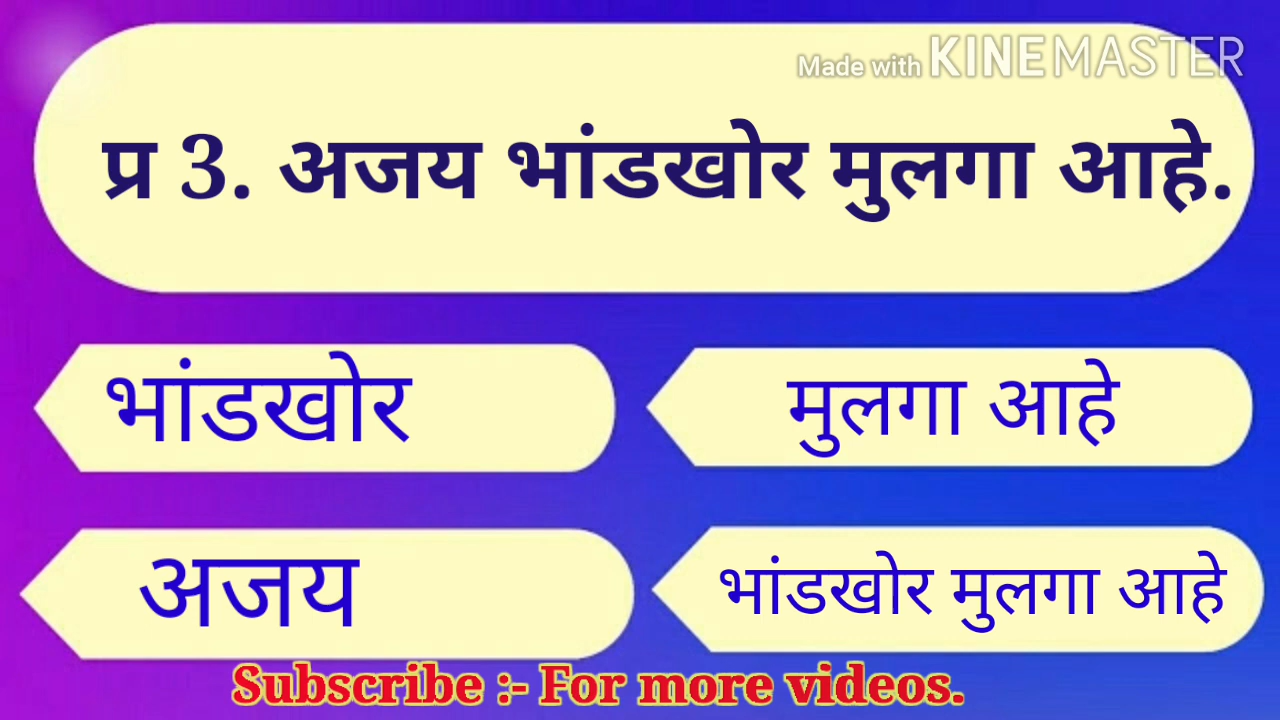 Made with KINEMASTER
प्र 3. अजय भांडखोर मुलगा आहे.
भांडखोर
मुलगा आहे
अजय
भांडखोर मुलगा आहे
Subscribe :- For more videos.